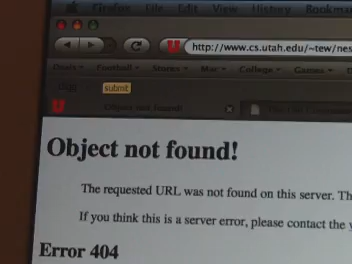 Firefox File Edit View History Bookmar
C U http://www.cs.utah.edu/~tew/nes
Deals Football Stores Mac College Games
digg submit
U Object not found!
Object not found!
The requested URL was not found on this server. Th
If you think this is a server error, please contact the
Error 404